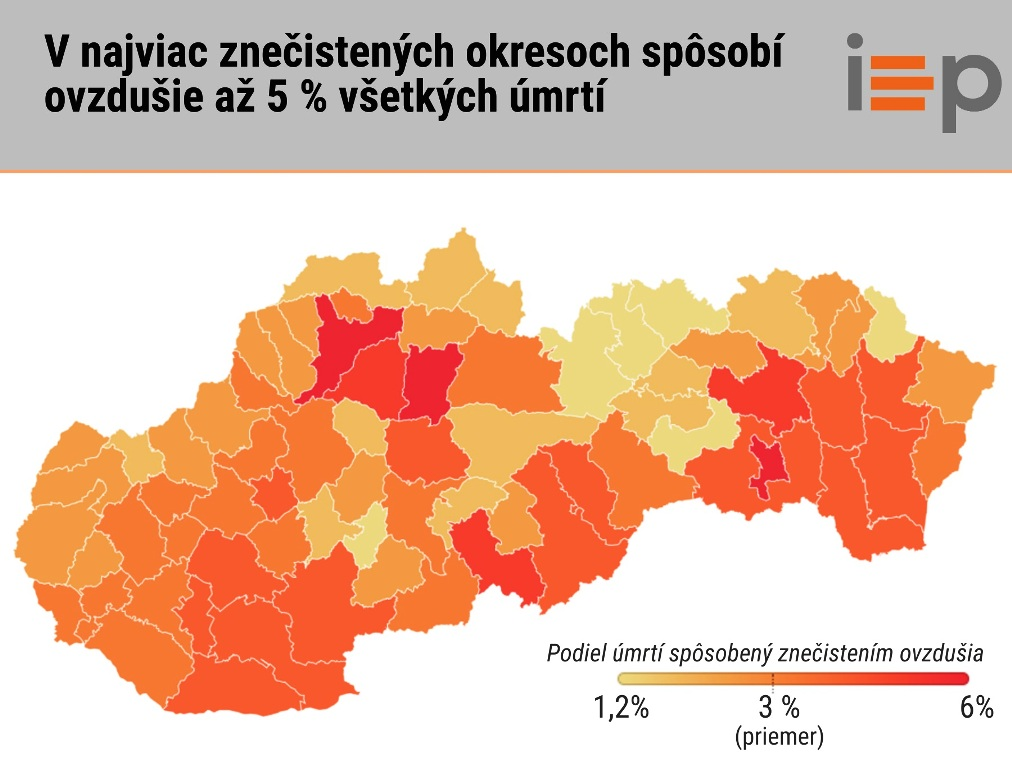 V najviac znečistených okresoch spôsobí
ovzdušie až 5 % všetkých úmrtí
iep
Podiel úmrtí spôsobený znečistením ovzdušia
1,2% 3 % 6%
(priemer)